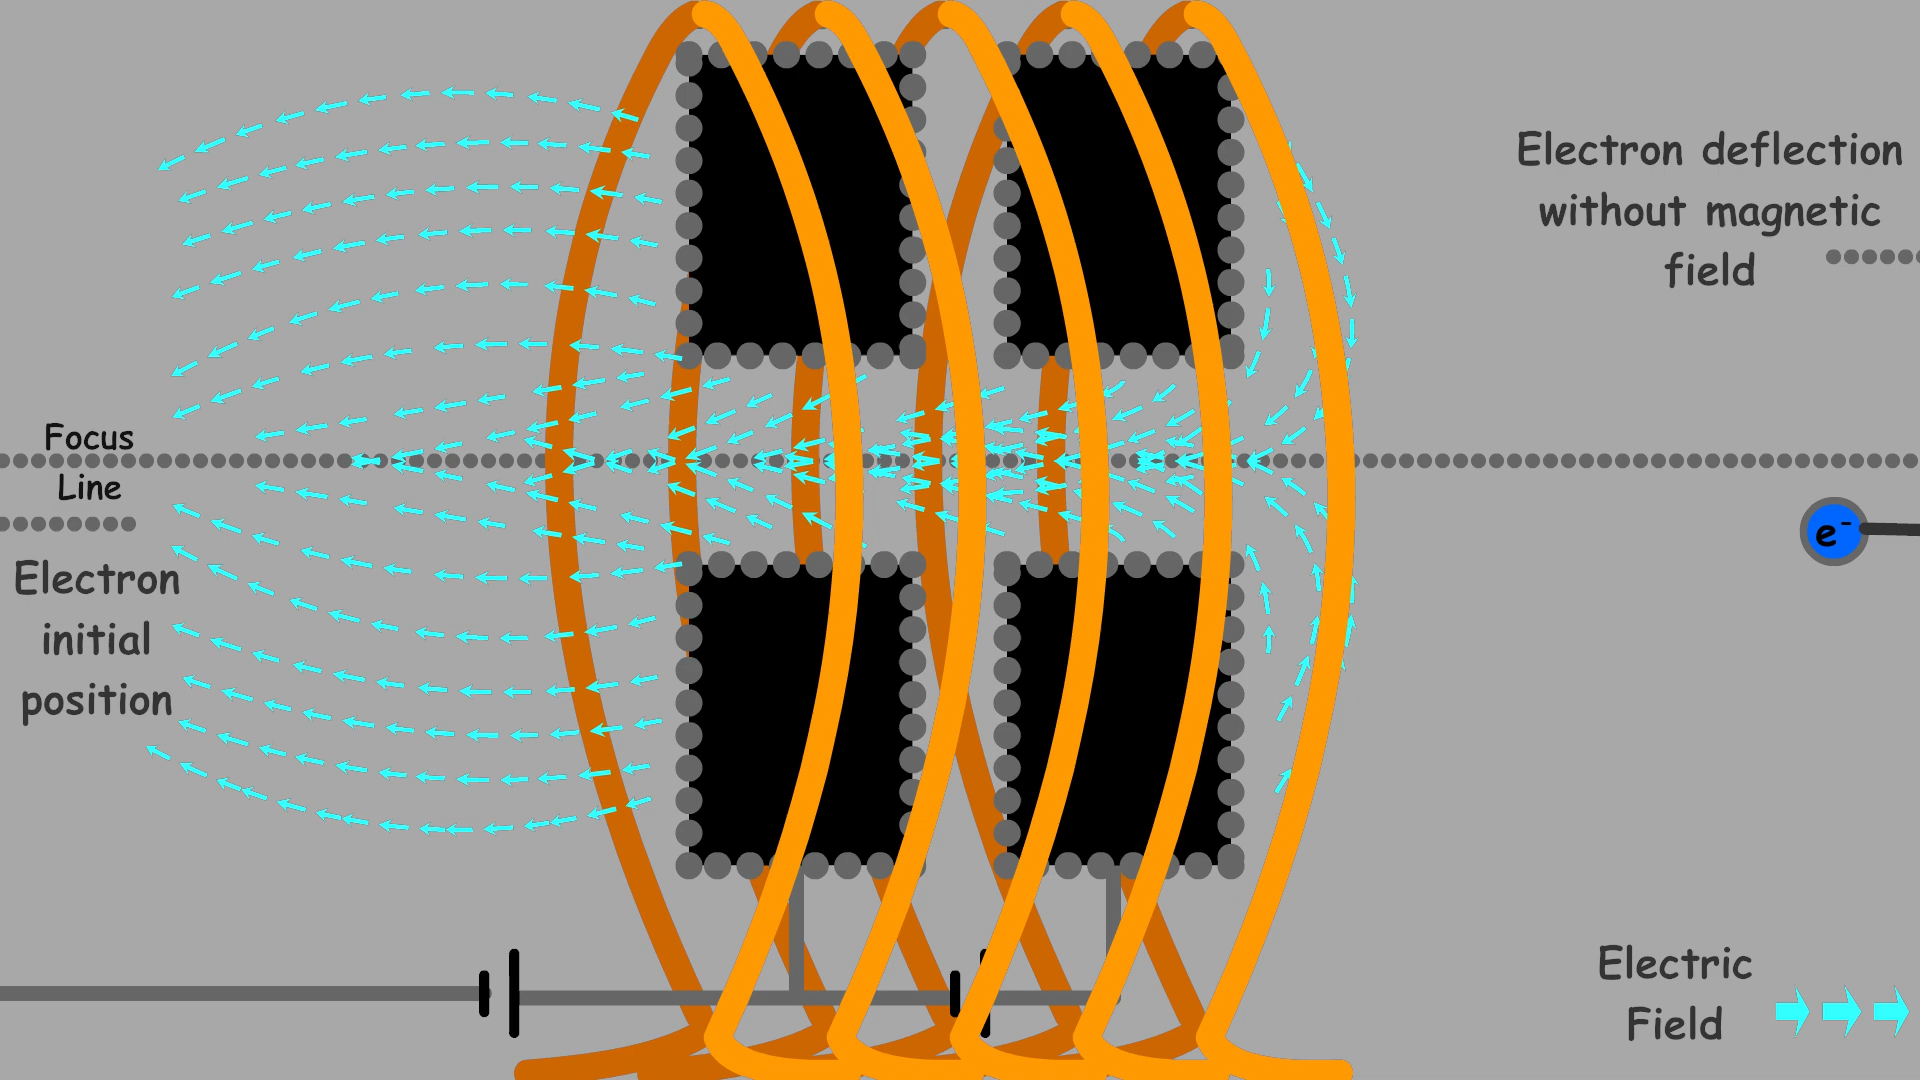 Electron deflection
without magnetic
field
Focus
Line
Electron
initial
position
e⁻
Electric
Field